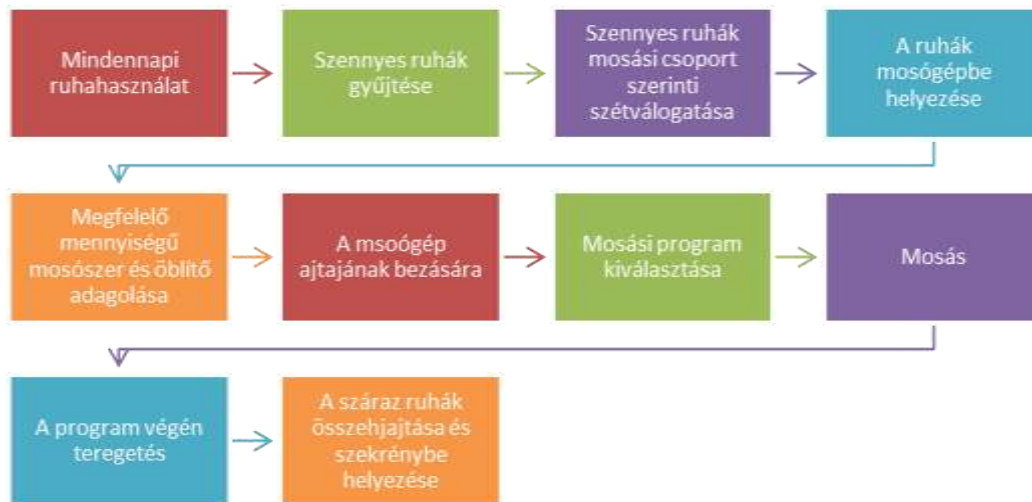 Mindennapi
ruhahasználat
Szennyes ruhák
gyűjtése
Szennyes ruhák
mosási csoport
szerinti
szétválogatása
A ruhák
mosógépbe
helyezése
Megfelelő
mennyiségű
mosószer és öblítő
adagolása
A msoógép
ajtajának bezására
Mosási program
kiválasztása
Mosás
A program végén
teregetés
A száraz ruhák
összehjajtása és
szekrénybe
helyezése